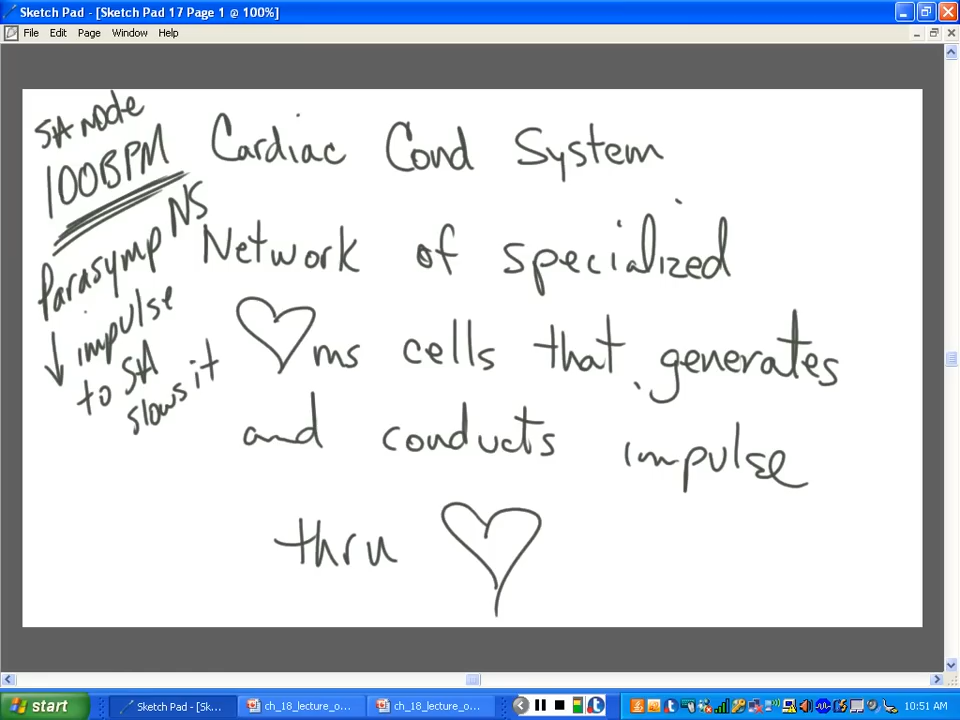 Sketch Pad - [Sketch Pad 17 Page 1 @ 100%]
File Edit Page Window Help
SA node
100BPM
Parasymp NS
↓ impulse
to SA
slows it
Cardiac Cond System
Network of specialized
♡ ms cells that generates
and conducts impulse
thru ♡
start Sketch Pad - [Sk... ch_18_lecture_o... ch_18_lecture_o... 10:51 AM